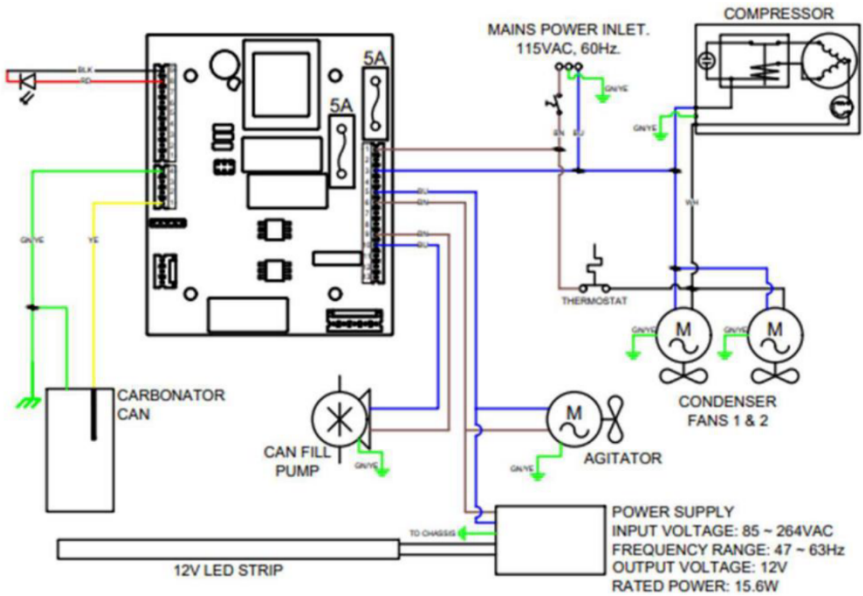 COMPRESSOR
MAINS POWER INLET.
115VAC, 60Hz.
5A
5A
BLK
RD
GN/YE
GN/YE
BN
BU
WH
BU
BN
BN
BU
GN/YE
YE
THERMOSTAT
GN/YE
M
GN/YE
M
CONDENSER
FANS 1 & 2
CARBONATOR
CAN
CAN FILL
PUMP
GN/YE
M
AGITATOR
GN/YE
TO CHASSIS
12V LED STRIP
POWER SUPPLY
INPUT VOLTAGE: 85 ~ 264VAC
FREQUENCY RANGE: 47 ~ 63Hz
OUTPUT VOLTAGE: 12V
RATED POWER: 15.6W